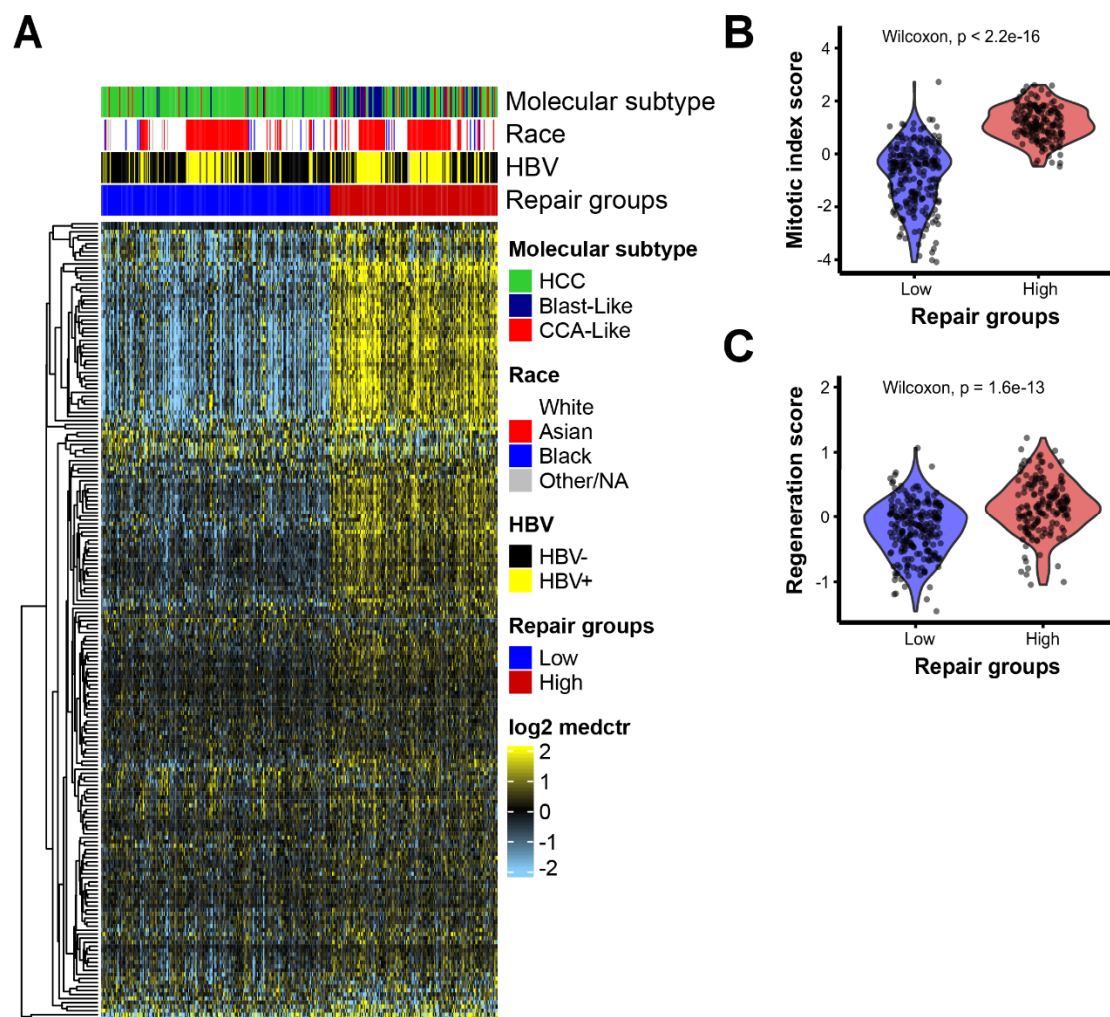 A
Molecular subtype
Race
HBV
Repair groups
Molecular subtype
HCC
Blast-Like
CCA-Like
Race
White
Asian
Black
Other/NA
HBV
HBV-
HBV+
Repair groups
Low
High
log2 medctr
2
1
0
-1
-2
B
Wilcoxon, p < 2.2e-16
Mitotic index score
4
2
0
-2
-4
Low
High
Repair groups
C
Wilcoxon, p = 1.6e-13
Regeneration score
2
1
0
-1
Low
High
Repair groups